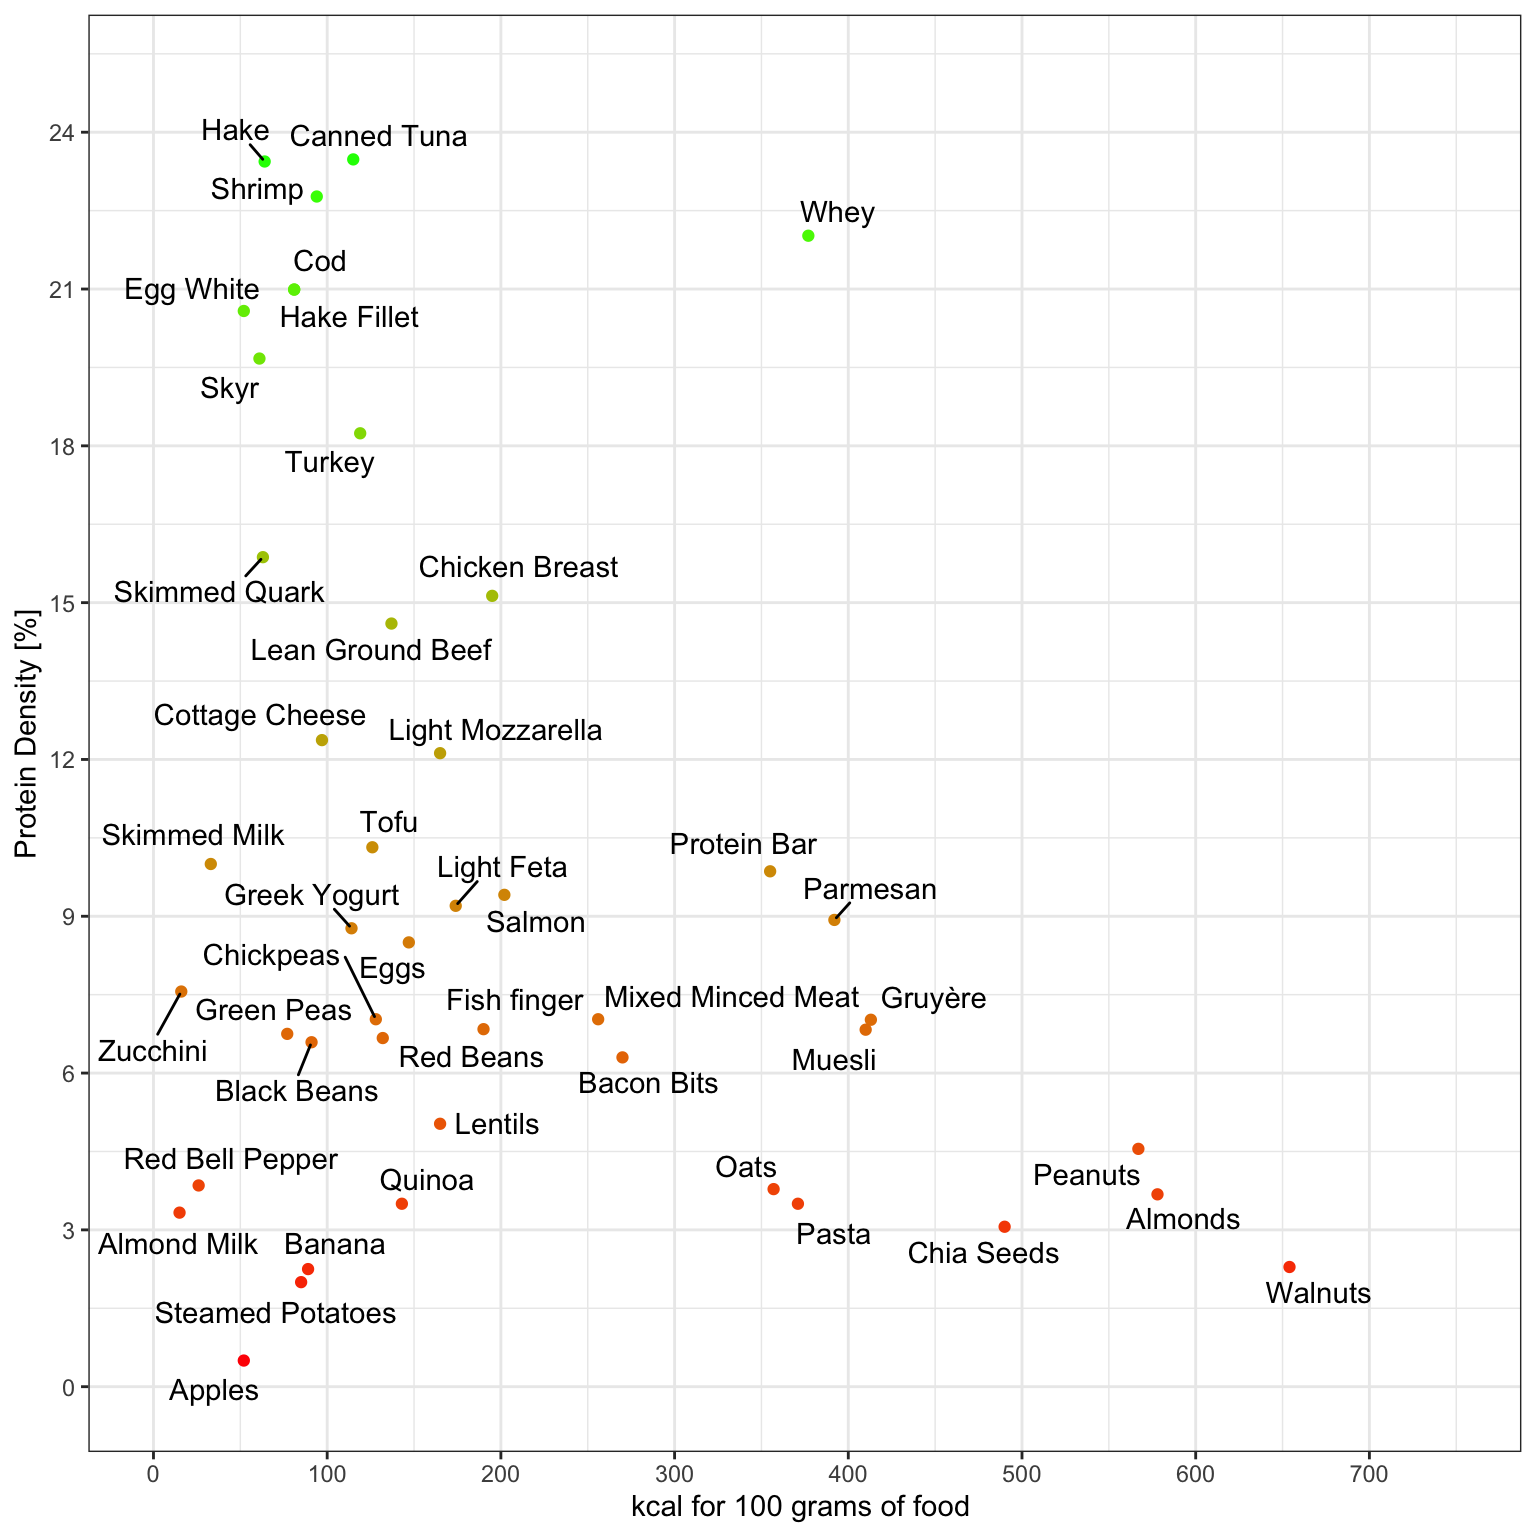 Hake
Canned Tuna
Shrimp
Whey
Cod
Egg White
Hake Fillet
Skyr
Turkey
Skimmed Quark
Chicken Breast
Lean Ground Beef
Cottage Cheese
Light Mozzarella
Tofu
Skimmed Milk
Protein Bar
Light Feta
Parmesan
Greek Yogurt
Salmon
Chickpeas
Eggs
Fish finger
Mixed Minced Meat
Gruyère
Green Peas
Zucchini
Red Beans
Muesli
Black Beans
Bacon Bits
Lentils
Red Bell Pepper
Oats
Peanuts
Quinoa
Almonds
Pasta
Almond Milk
Banana
Chia Seeds
Walnuts
Steamed Potatoes
Apples
24
21
18
15
12
9
6
3
0
Protein Density [%]
0 100 200 300 400 500 600 700
kcal for 100 grams of food